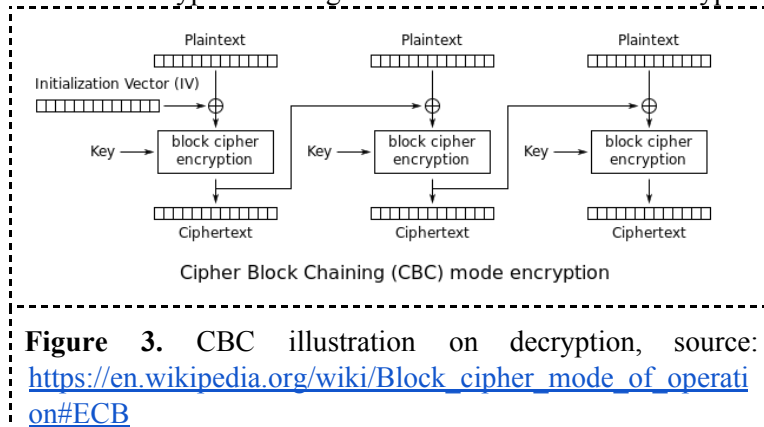 Plaintext Plaintext Plaintext
Initialization Vector (IV)
Key block cipher encryption Key block cipher encryption Key block cipher encryption
Ciphertext Ciphertext Ciphertext
Cipher Block Chaining (CBC) mode encryption
Figure 3. CBC illustration on decryption, source:
https://en.wikipedia.org/wiki/Block_cipher_mode_of_operati
on#ECB